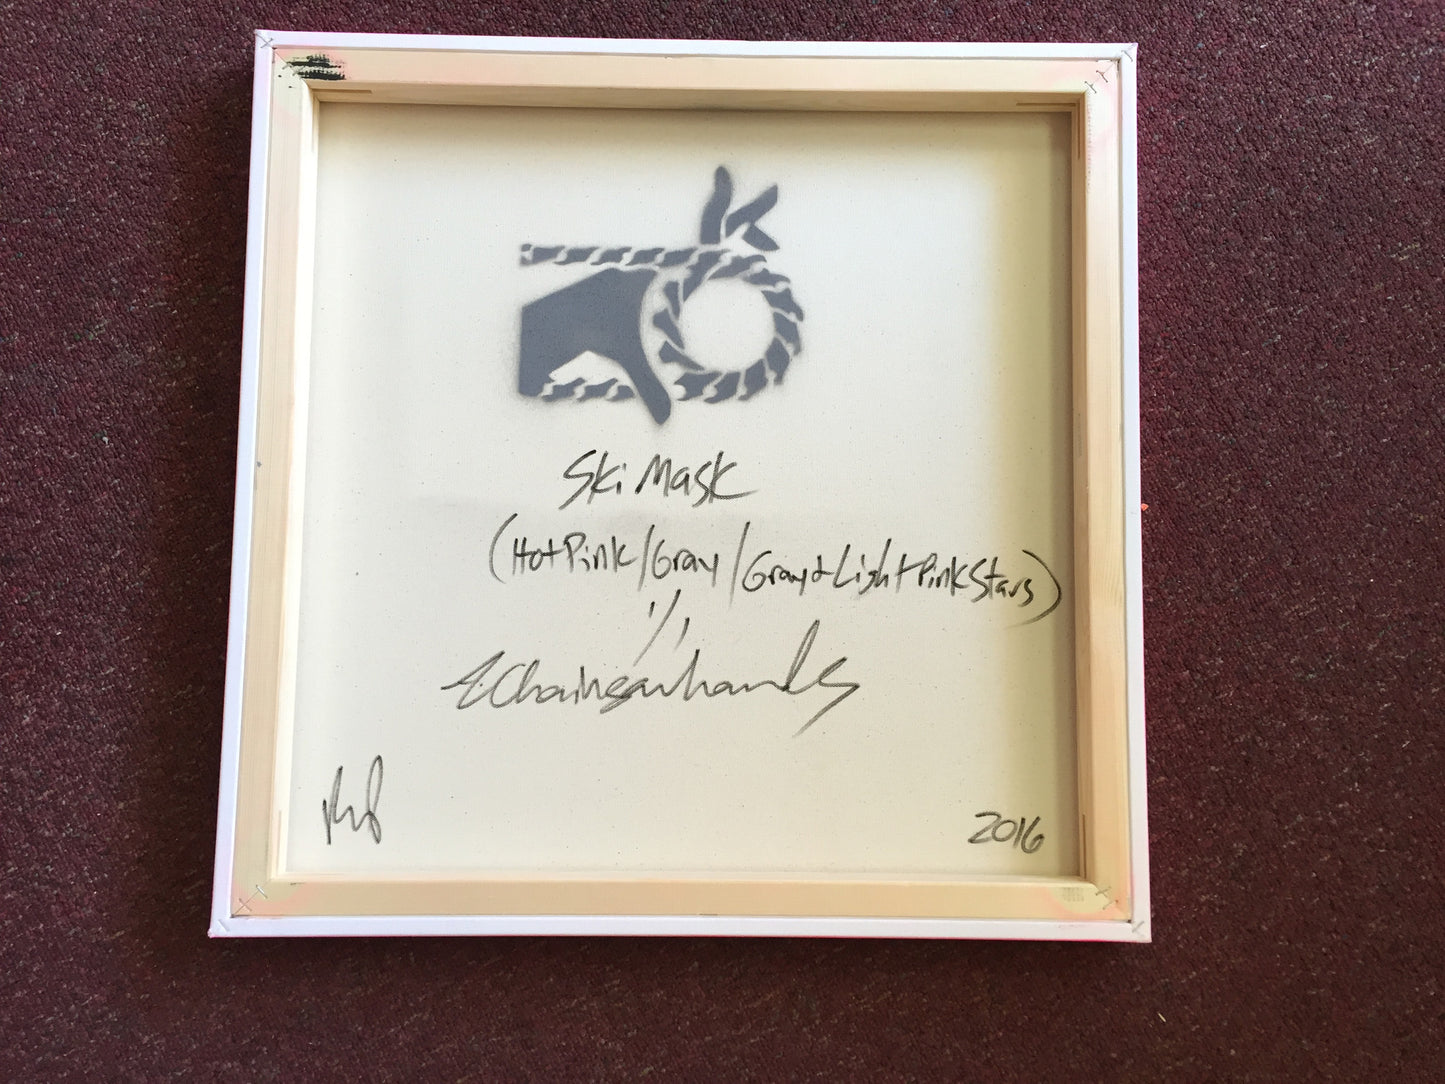 Ski Mask
(Hot Pink/Gray/Gray & Light Pink Stars)
1/1
2016